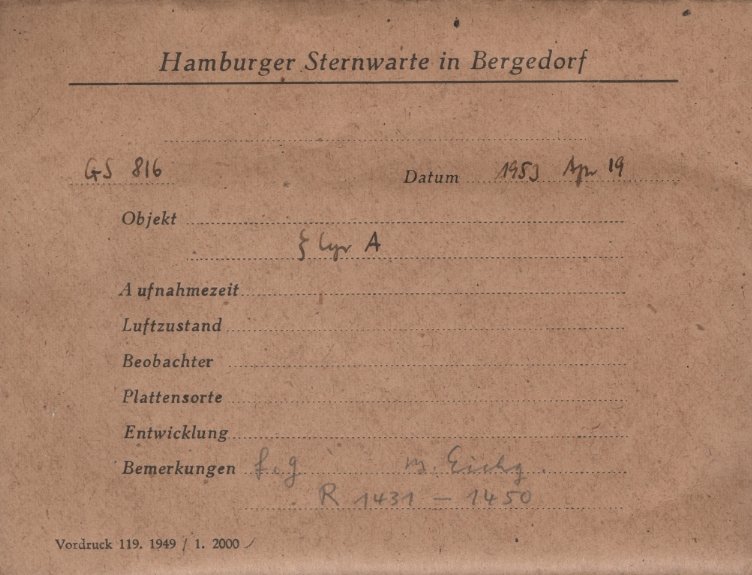 Hamburger Sternwarte in Bergedorf
GS 816 Datum 1953 Apr 19
Objekt
ζ Lyr A
Aufnahmezeit
Luftzustand
Beobachter
Plattensorte
Entwicklung
Bemerkungen f. g m. Eichg.
R 1431 - 1450
Vordruck 119. 1949 / 1. 2000